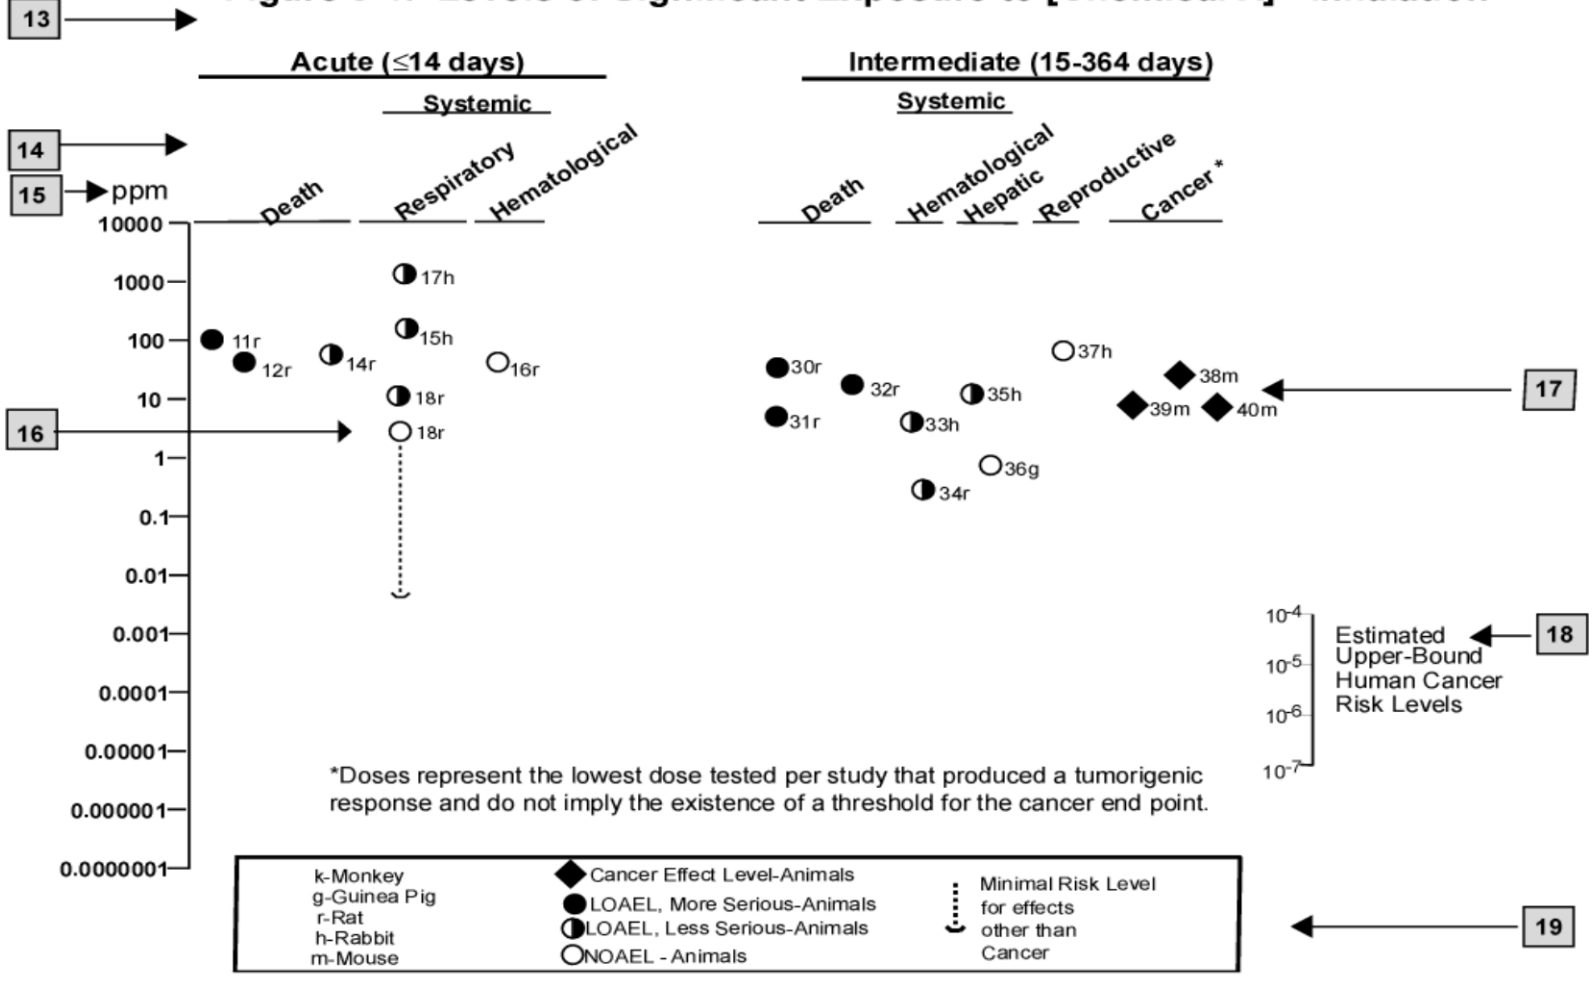 13
Acute (≤14 days)
Intermediate (15-364 days)
Systemic
Systemic
14
15
ppm
Death
Respiratory
Hematological
Death
Hematological
Hepatic
Reproductive
Cancer*
10000
1000
100
10
1
0.1
0.01
0.001
0.0001
0.00001
0.000001
0.0000001
17h
11r
12r
14r
15h
16r
18r
16
18r
30r
32r
31r
33h
34r
35h
36g
37h
38m
39m
40m
17
10-4
10-5
10-6
10-7
Estimated
Upper-Bound
Human Cancer
Risk Levels
18
*Doses represent the lowest dose tested per study that produced a tumorigenic
response and do not imply the existence of a threshold for the cancer end point.
k-Monkey
g-Guinea Pig
r-Rat
h-Rabbit
m-Mouse
Cancer Effect Level-Animals
LOAEL, More Serious-Animals
LOAEL, Less Serious-Animals
NOAEL - Animals
Minimal Risk Level
for effects
other than
Cancer
19